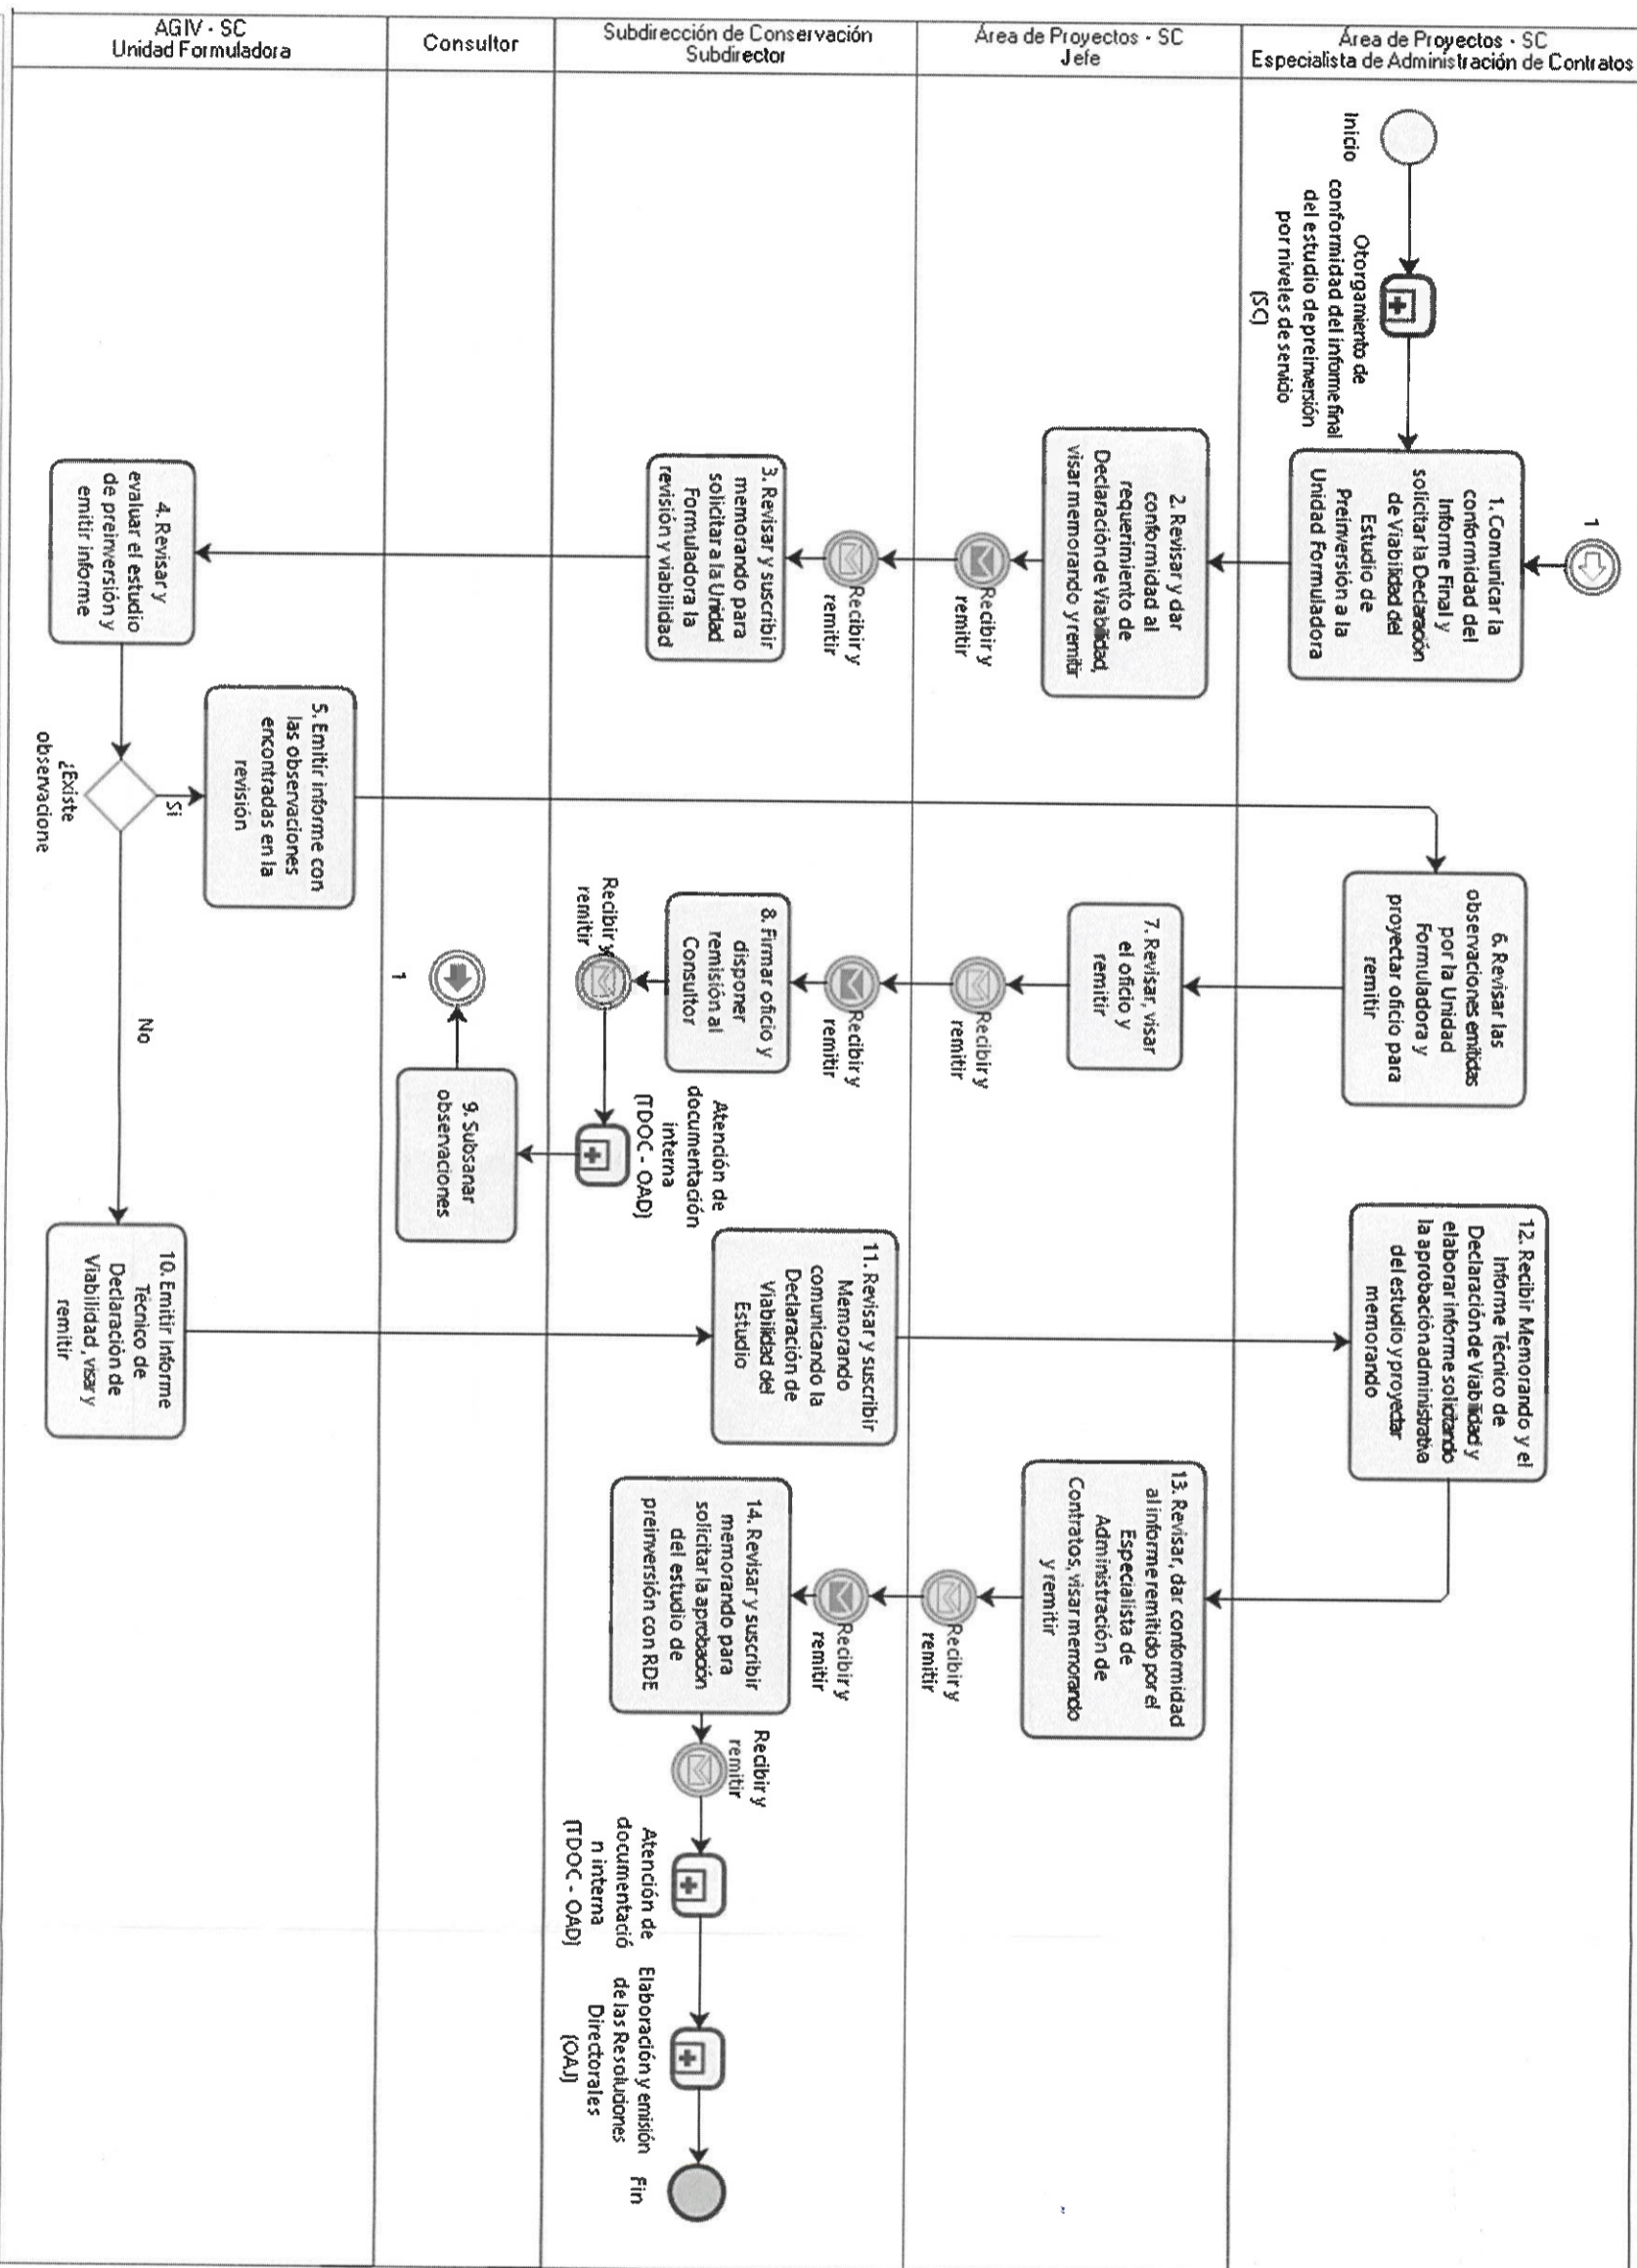 Área de Proyectos - SC
Especialista de Administración de Contratos
Inicio
Otorgamiento de
conformidad del informe final
del estudio de preinversión
por niveles de servicio
(SC)
1
1. Comunicar la
conformidad del
Informe Final y
solicitar la Declaración
de Viabilidad del
Estudio de
Preinversión a la
Unidad Formuladora
6. Revisar las
observaciones emitidas
por la Unidad
Formuladora y
proyectar oficio para
remitir
12. Recibir Memorando y el
Informe Técnico de
Declaración de Viabilidad y
elaborar informe solicitando
la aprobación administrativa
del estudio y proyectar
memorando
Área de Proyectos - SC
Jefe
2. Revisar y dar
conformidad al
requerimiento de
Declaración de Viabilidad,
visar memorando y remitir
Recibir y
remitir
7. Revisar, visar
el oficio y
remitir
Recibir y
remitir
13. Revisar, dar conformidad
al informe remitido por el
Especialista de
Administración de
Contratos, visar memorando
y remitir
Recibir y
remitir
Subdirección de Conservación
Subdirector
Recibir y
remitir
3. Revisar y suscribir
memorando para
solicitar a la Unidad
Formuladora la
revisión y viabilidad
Recibir y
remitir
8. Firmar oficio y
disponer
remisión al
Consultor
Recibir y
remitir
Atención de
documentación
interna
(TDOC - OAD)
11. Revisar y suscribir
Memorando
comunicando la
Declaración de
Viabilidad del
Estudio
Recibir y
remitir
14. Revisar y suscribir
memorando para
solicitar la aprobación
del estudio de
preinversión con RDE
Recibir y
remitir
Atención de
documentació
n interna
(TDOC - OAD)
Elaboración y emisión
de las Resoluciones
Directorales
(OAJ)
Fin
Consultor
1
9. Subsanar
observaciones
AGIV - SC
Unidad Formuladora
4. Revisar y
evaluar el estudio
de preinversión y
emitir informe
¿Existe
observacione
Si
5. Emitir informe con
las observaciones
encontradas en la
revisión
No
10. Emitir Informe
Técnico de
Declaración de
Viabilidad, visar y
remitir